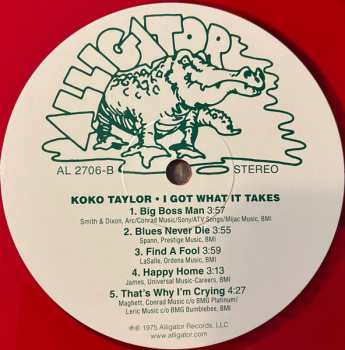 ALLIGATOR
AL 2706-B STEREO
KOKO TAYLOR • I GOT WHAT IT TAKES
1. Big Boss Man 3:57
Smith & Dixon, Arc/Conrad Music/Sony/ATV Songs/Mijac Music, BMI
2. Blues Never Die 3:55
Spann, Prestige Music, BMI
3. Find A Fool 3:59
LaSalle, Ordena Music, BMI
4. Happy Home 3:13
James, Universal Music-Careers, BMI
5. That's Why I'm Crying 4:27
Maghett, Conrad Music c/o BMG Platinum/
Leric Music c/o BMG Bumblebee, BMI
℗© 1975 Alligator Records, LLC
www.alligator.com